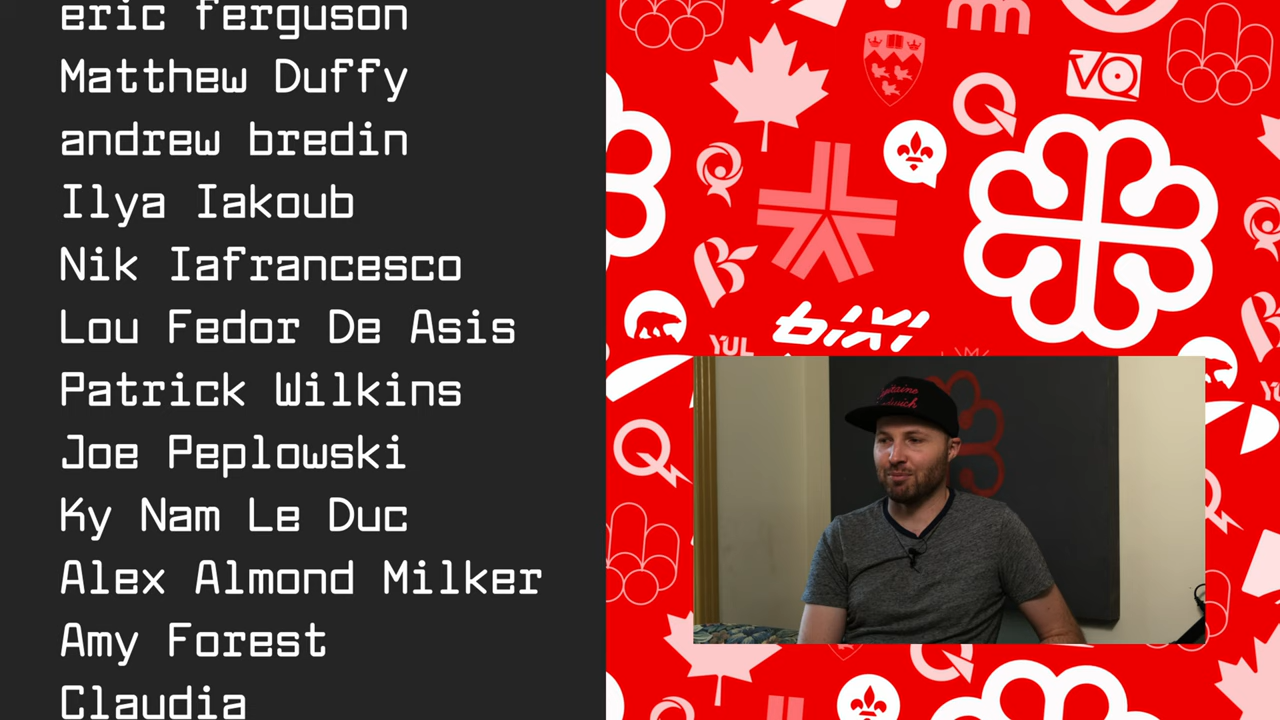 eric ferguson
Matthew Duffy
andrew bredin
Ilya Iakoub
Nik Iafrancesco
Lou Fedor De Asis
Patrick Wilkins
Joe Peplowski
Ky Nam Le Duc
Alex Almond Milker
Amy Forest
Claudia
VQ
bixi
YUL